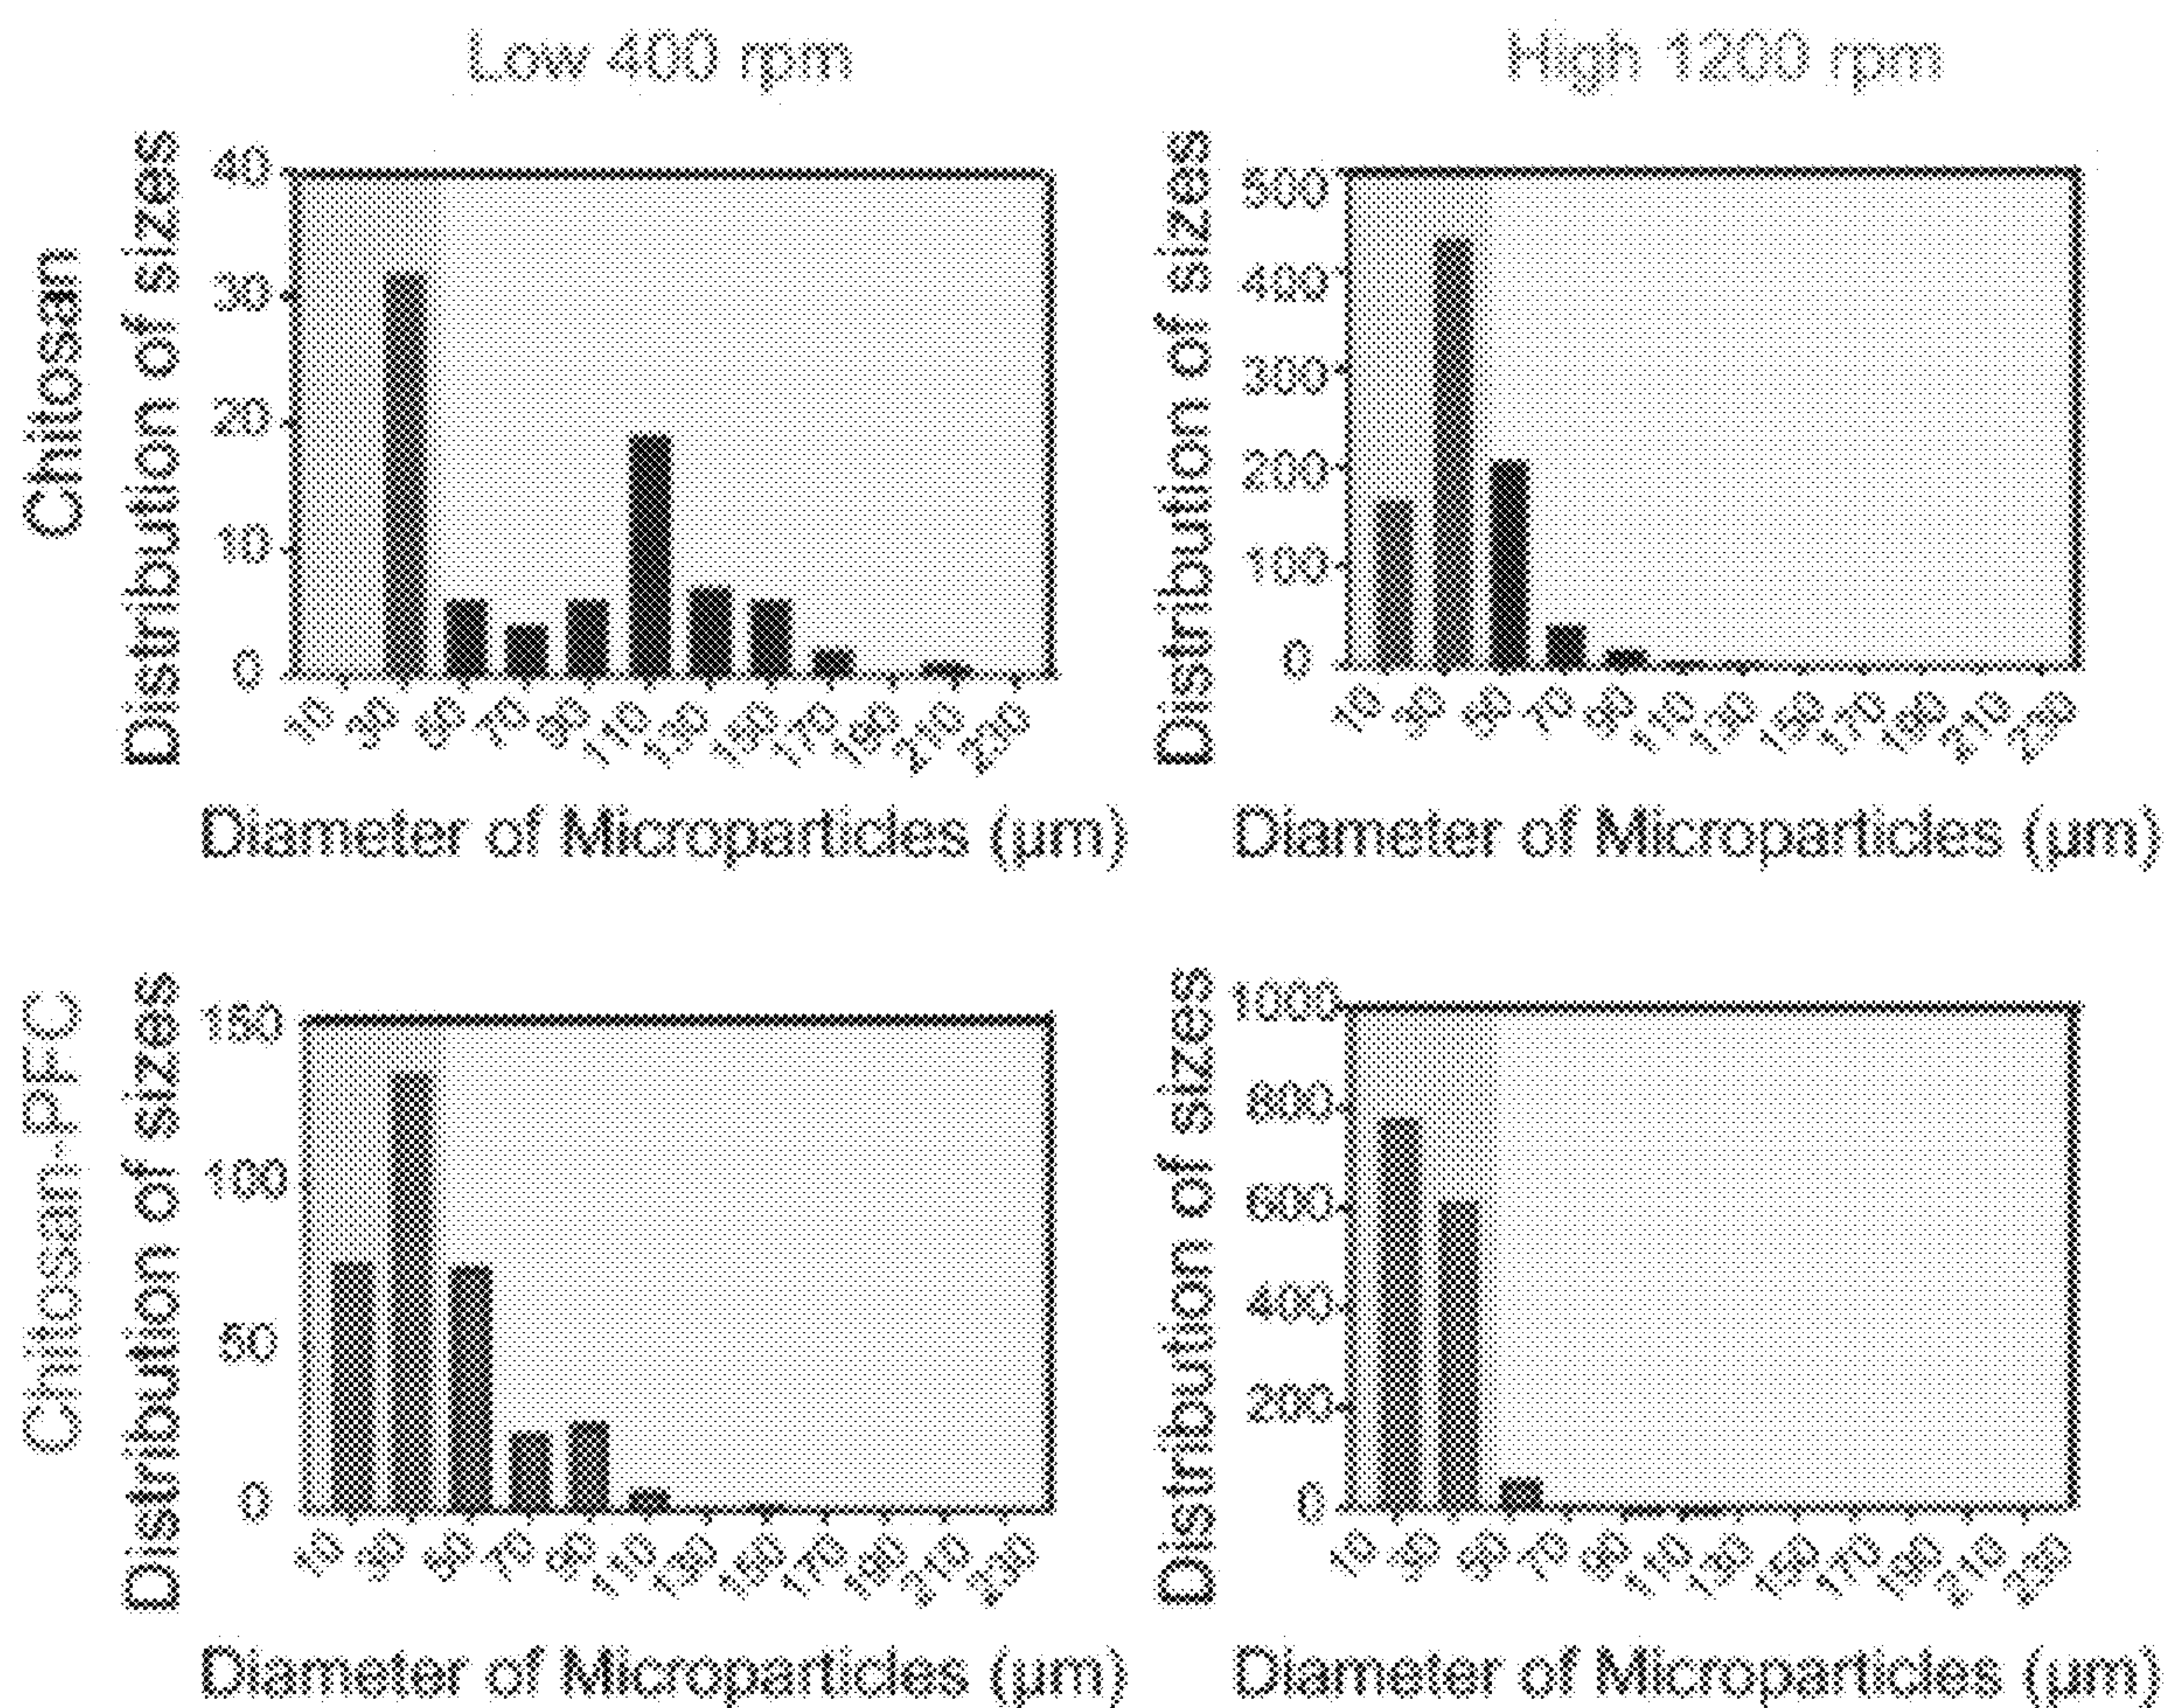 Low 400 rpm
High 1200 rpm
Chitosan
Distribution of sizes
40
30
20
10
0
10 30 50 70 90 110 130 150 170 190 210 230
Diameter of Microparticles (µm)
Distribution of sizes
500
400
300
200
100
0
10 30 50 70 90 110 130 150 170 190 210 230
Diameter of Microparticles (µm)
Chitosan-PFC
Distribution of sizes
150
100
50
0
10 30 50 70 90 110 130 150 170 190 210 230
Diameter of Microparticles (µm)
Distribution of sizes
1000
800
600
400
200
0
10 30 50 70 90 110 130 150 170 190 210 230
Diameter of Microparticles (µm)